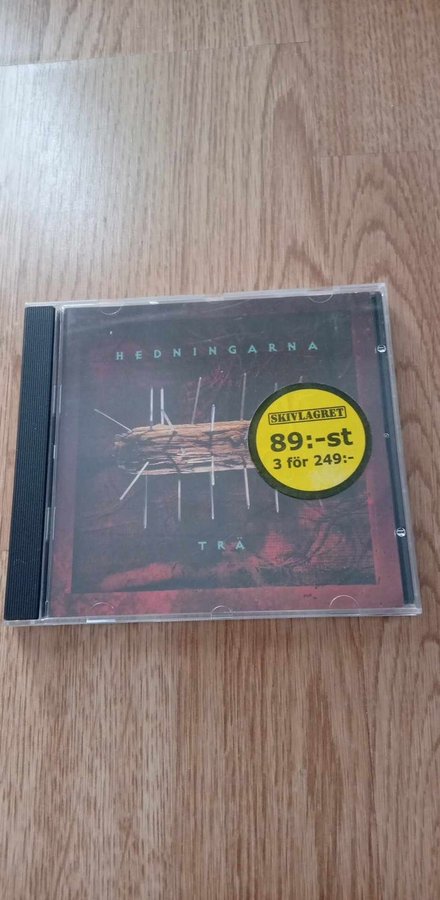 HEDNINGARNA
SKIVLAGRET
89:-st
3 för 249:-
TRÄ